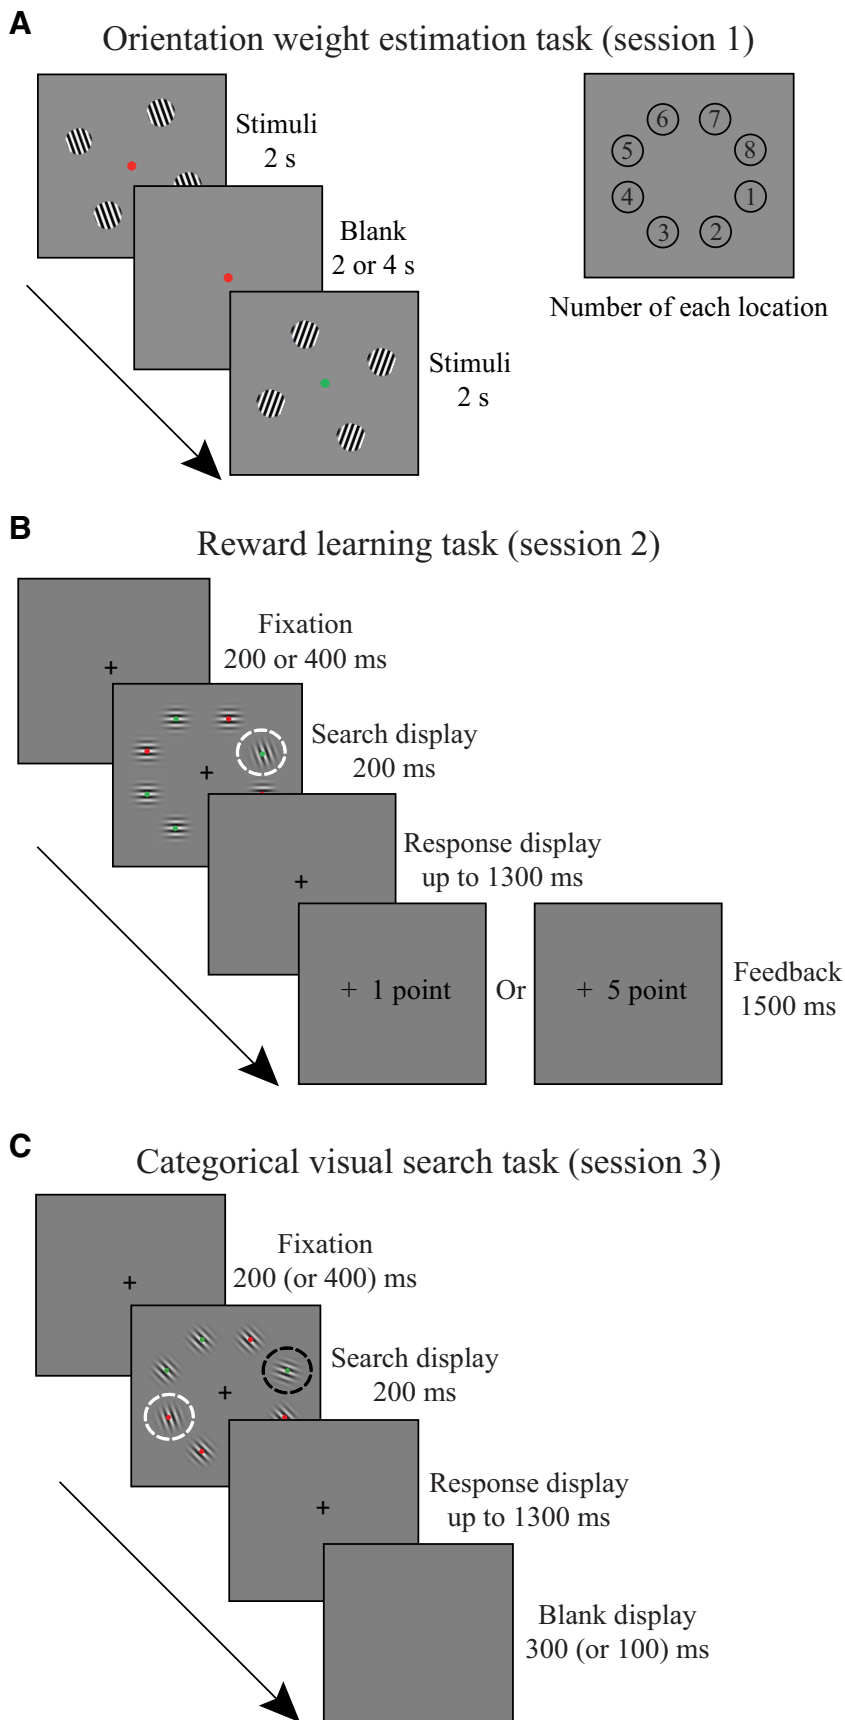 A
Orientation weight estimation task (session 1)
Stimuli
2 s
Blank
2 or 4 s
Stimuli
2 s
6 7
5 8
4 1
3 2
Number of each location
B
Reward learning task (session 2)
Fixation
200 or 400 ms
Search display
200 ms
Response display
up to 1300 ms
+ 1 point
Or
+ 5 point
Feedback
1500 ms
C
Categorical visual search task (session 3)
Fixation
200 (or 400) ms
Search display
200 ms
Response display
up to 1300 ms
Blank display
300 (or 100) ms